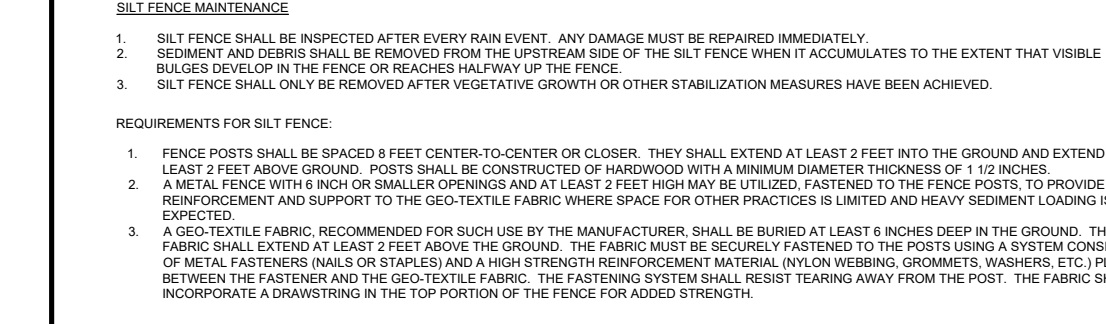 SILT FENCE MAINTENANCE
1. SILT FENCE SHALL BE INSPECTED AFTER EVERY RAIN EVENT. ANY DAMAGE MUST BE REPAIRED IMMEDIATELY.
2. SEDIMENT AND DEBRIS SHALL BE REMOVED FROM THE UPSTREAM SIDE OF THE SILT FENCE WHEN IT ACCUMULATES TO THE EXTENT THAT VISIBLE
BULGES DEVELOP IN THE FENCE OR REACHES HALFWAY UP THE FENCE.
3. SILT FENCE SHALL ONLY BE REMOVED AFTER VEGETATIVE GROWTH OR OTHER STABILIZATION MEASURES HAVE BEEN ACHIEVED.
REQUIREMENTS FOR SILT FENCE:
1. FENCE POSTS SHALL BE SPACED 8 FEET CENTER-TO-CENTER OR CLOSER. THEY SHALL EXTEND AT LEAST 2 FEET INTO THE GROUND AND EXTEND
LEAST 2 FEET ABOVE GROUND. POSTS SHALL BE CONSTRUCTED OF HARDWOOD WITH A MINIMUM DIAMETER THICKNESS OF 1 1/2 INCHES.
2. A METAL FENCE WITH 6 INCH OR SMALLER OPENINGS AND AT LEAST 2 FEET HIGH MAY BE UTILIZED, FASTENED TO THE FENCE POSTS, TO PROVIDE
REINFORCEMENT AND SUPPORT TO THE GEO-TEXTILE FABRIC WHERE SPACE FOR OTHER PRACTICES IS LIMITED AND HEAVY SEDIMENT LOADING
EXPECTED.
3. A GEO-TEXTILE FABRIC, RECOMMENDED FOR SUCH USE BY THE MANUFACTURER, SHALL BE BURIED AT LEAST 6 INCHES DEEP IN THE GROUND.
FABRIC SHALL EXTEND AT LEAST 2 FEET ABOVE THE GROUND. THE FABRIC MUST BE SECURELY FASTENED TO THE POSTS USING A SYSTEM
OF METAL FASTENERS (NAILS OR STAPLES) AND A HIGH STRENGTH REINFORCEMENT MATERIAL (NYLON WEBBING, GROMMETS, WASHERS, ETC.)
BETWEEN THE FASTENER AND THE GEO-TEXTILE FABRIC. THE FASTENING SYSTEM SHALL RESIST TEARING AWAY FROM THE POST. THE FABRIC
INCORPORATE A DRAWSTRING IN THE TOP PORTION OF THE FENCE FOR ADDED STRENGTH.